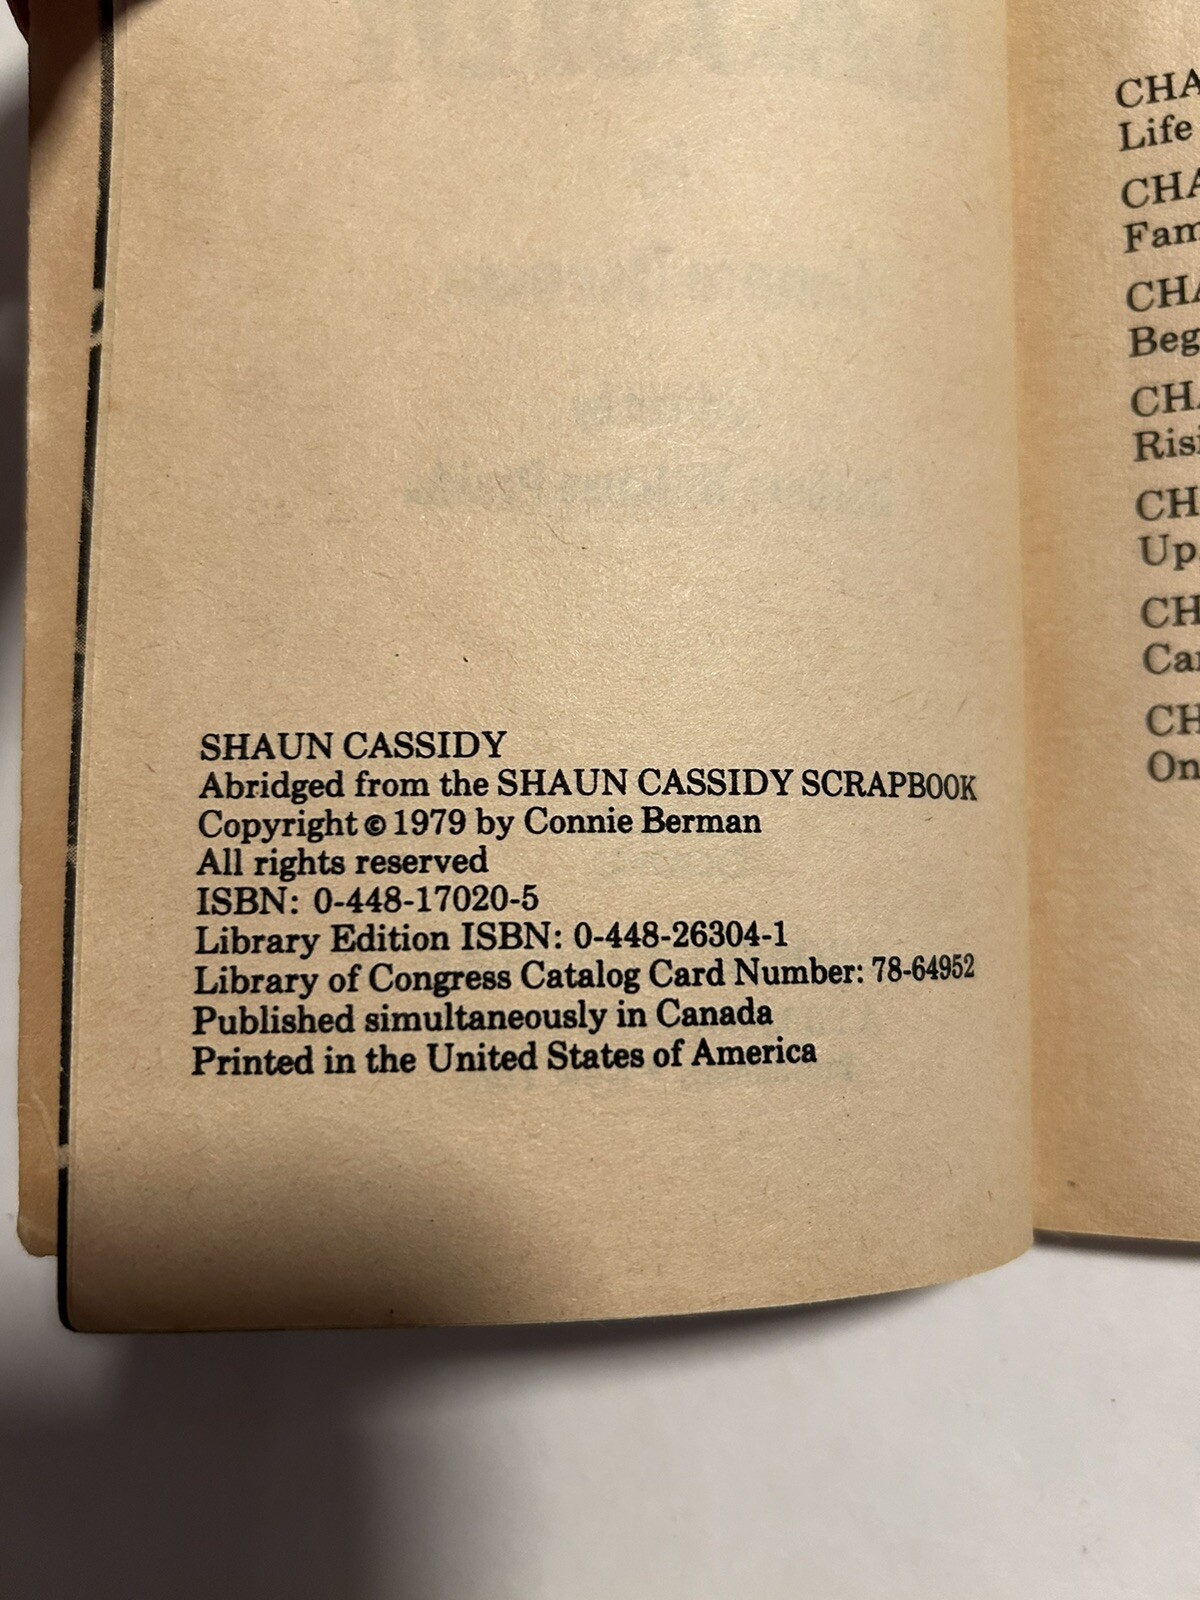 SHAUN CASSIDY
Abridged from the SHAUN CASSIDY SCRAPBOOK
Copyright © 1979 by Connie Berman
All rights reserved
ISBN: 0-448-17020-5
Library Edition ISBN: 0-448-26304-1
Library of Congress Catalog Card Number: 78-64952
Published simultaneously in Canada
Printed in the United States of America
CHA
Life
CHA
Fam
CHA
Beg
CHA
Risi
CH
Up
CH
Car
CH
On